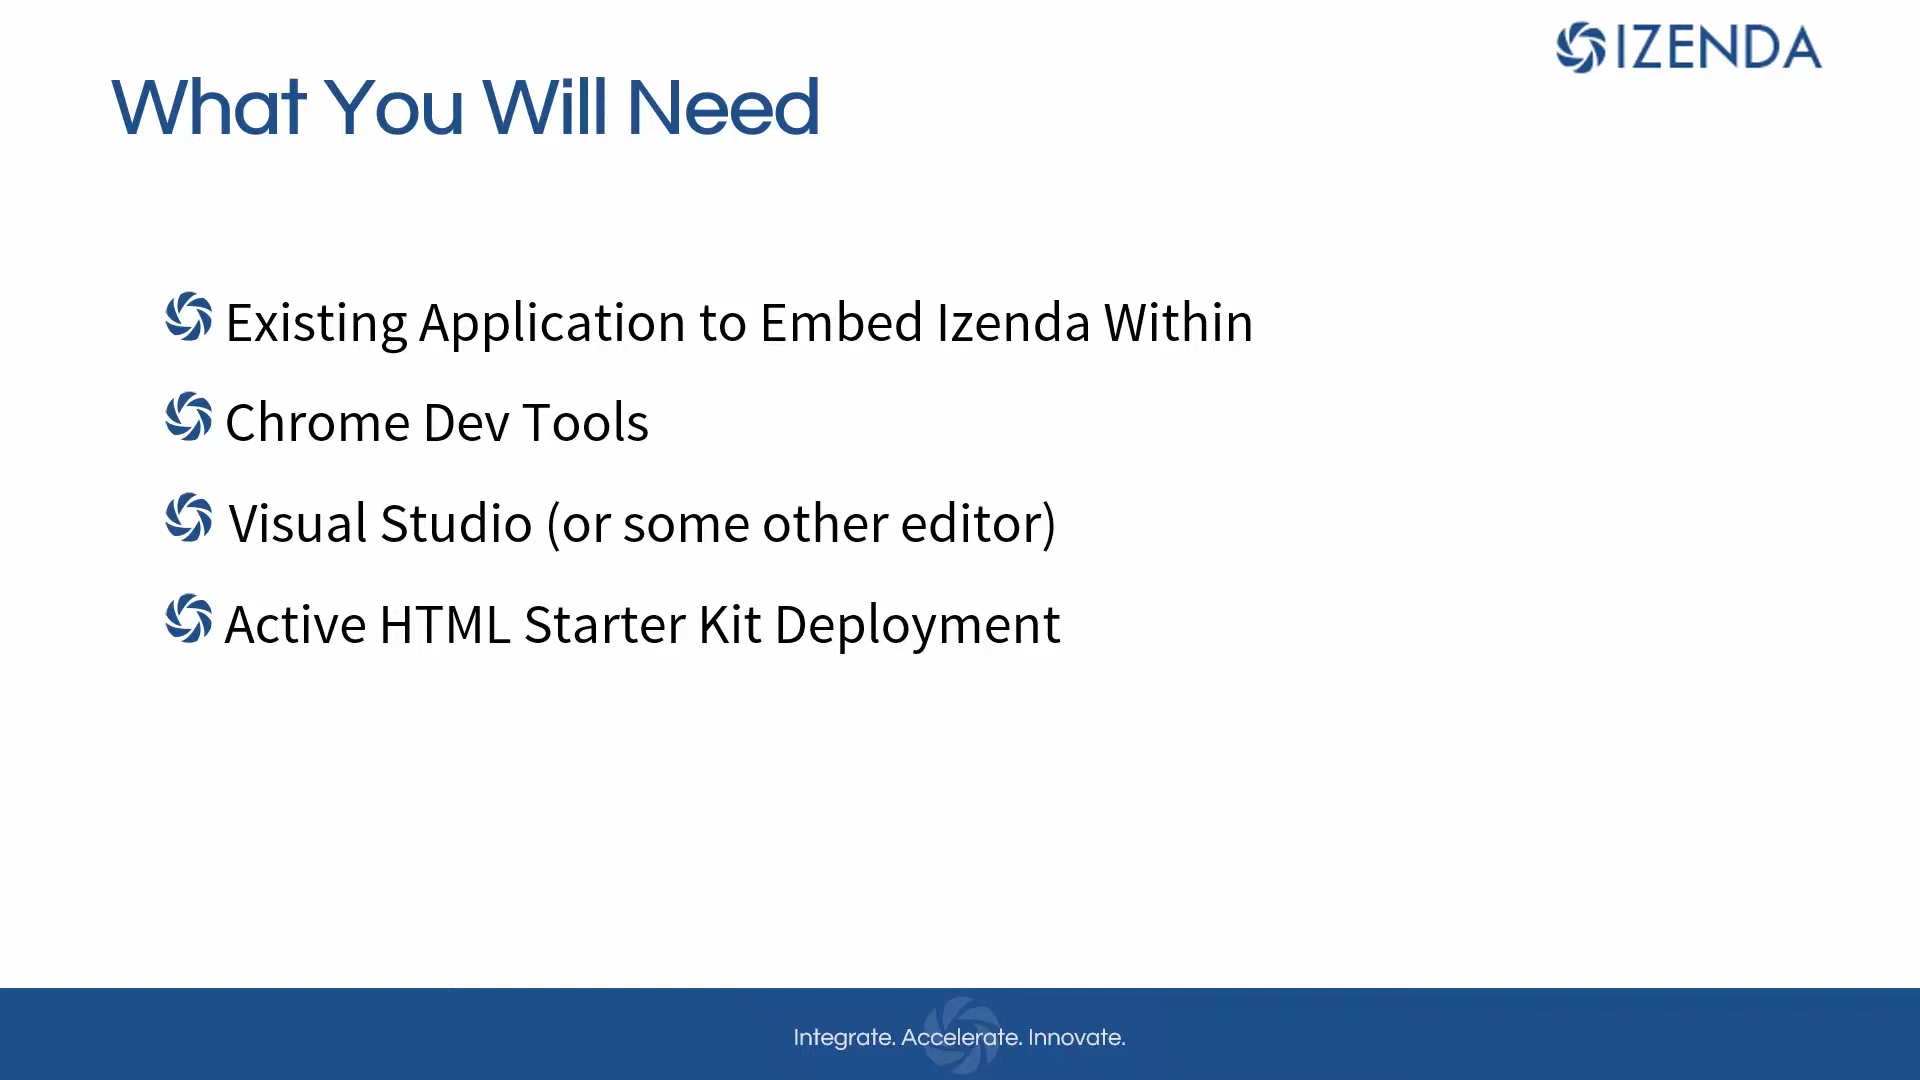 IZENDA
What You Will Need
Existing Application to Embed Izenda Within
Chrome Dev Tools
Visual Studio (or some other editor)
Active HTML Starter Kit Deployment
Integrate. Accelerate. Innovate.